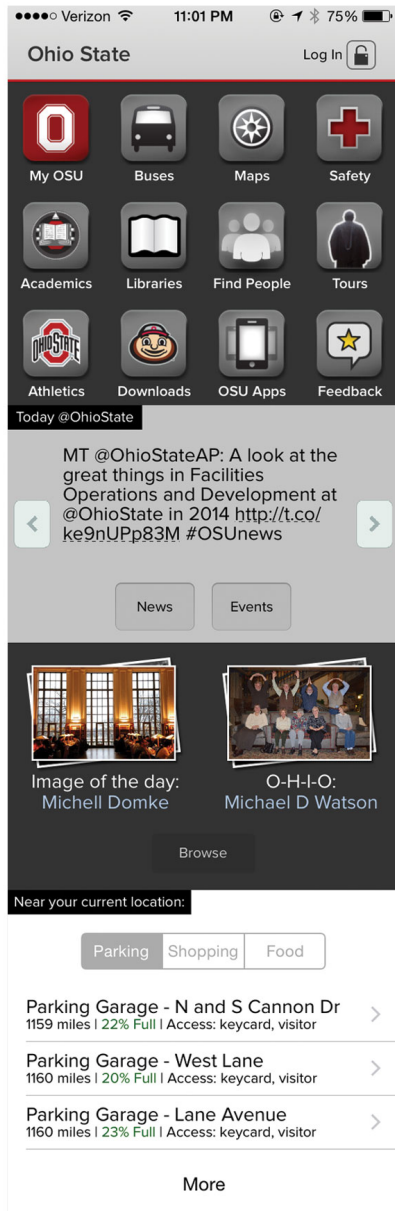 ●●●●○ Verizon 11:01 PM 75%
Ohio State Log In
My OSU Buses Maps Safety
Academics Libraries Find People Tours
OHIO STATE
Athletics Downloads OSU Apps Feedback
Today @OhioState
MT @OhioStateAP: A look at the
great things in Facilities
Operations and Development at
@OhioState in 2014 http://t.co/
ke9nUPp83M #OSUnews
News Events
Image of the day: O-H-I-O:
Michell Domke Michael D Watson
Browse
Near your current location:
Parking Shopping Food
Parking Garage - N and S Cannon Dr
1159 miles | 22% Full | Access: keycard, visitor
Parking Garage - West Lane
1160 miles | 20% Full | Access: keycard, visitor
Parking Garage - Lane Avenue
1160 miles | 23% Full | Access: keycard, visitor
More